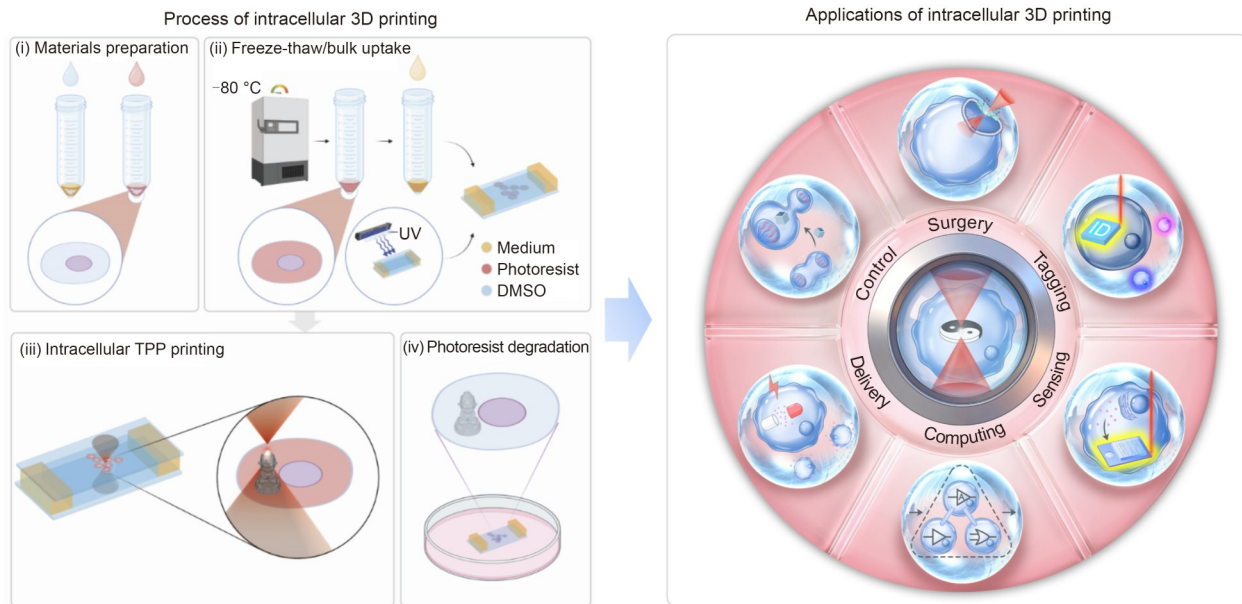 Process of intracellular 3D printing
(i) Materials preparation
(ii) Freeze-thaw/bulk uptake
−80 °C
UV
Medium
Photoresist
DMSO
(iii) Intracellular TPP printing
(iv) Photoresist degradation
Applications of intracellular 3D printing
Surgery
Tagging
Sensing
Computing
Delivery
Control
ID
A